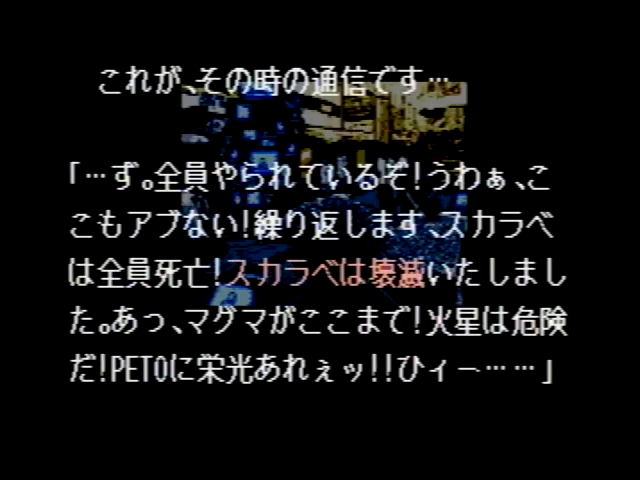 これが、その時の通信です…
「…ず。全員やられているぞ!うわぁ、こ
こもアブない!繰り返します、スカラベ
は全員死亡!スカラベは壊滅いたしまし
た。あっ、マグマがここまで!火星は危険
だ!PETOに栄光あれぇッ!!ひィー……」